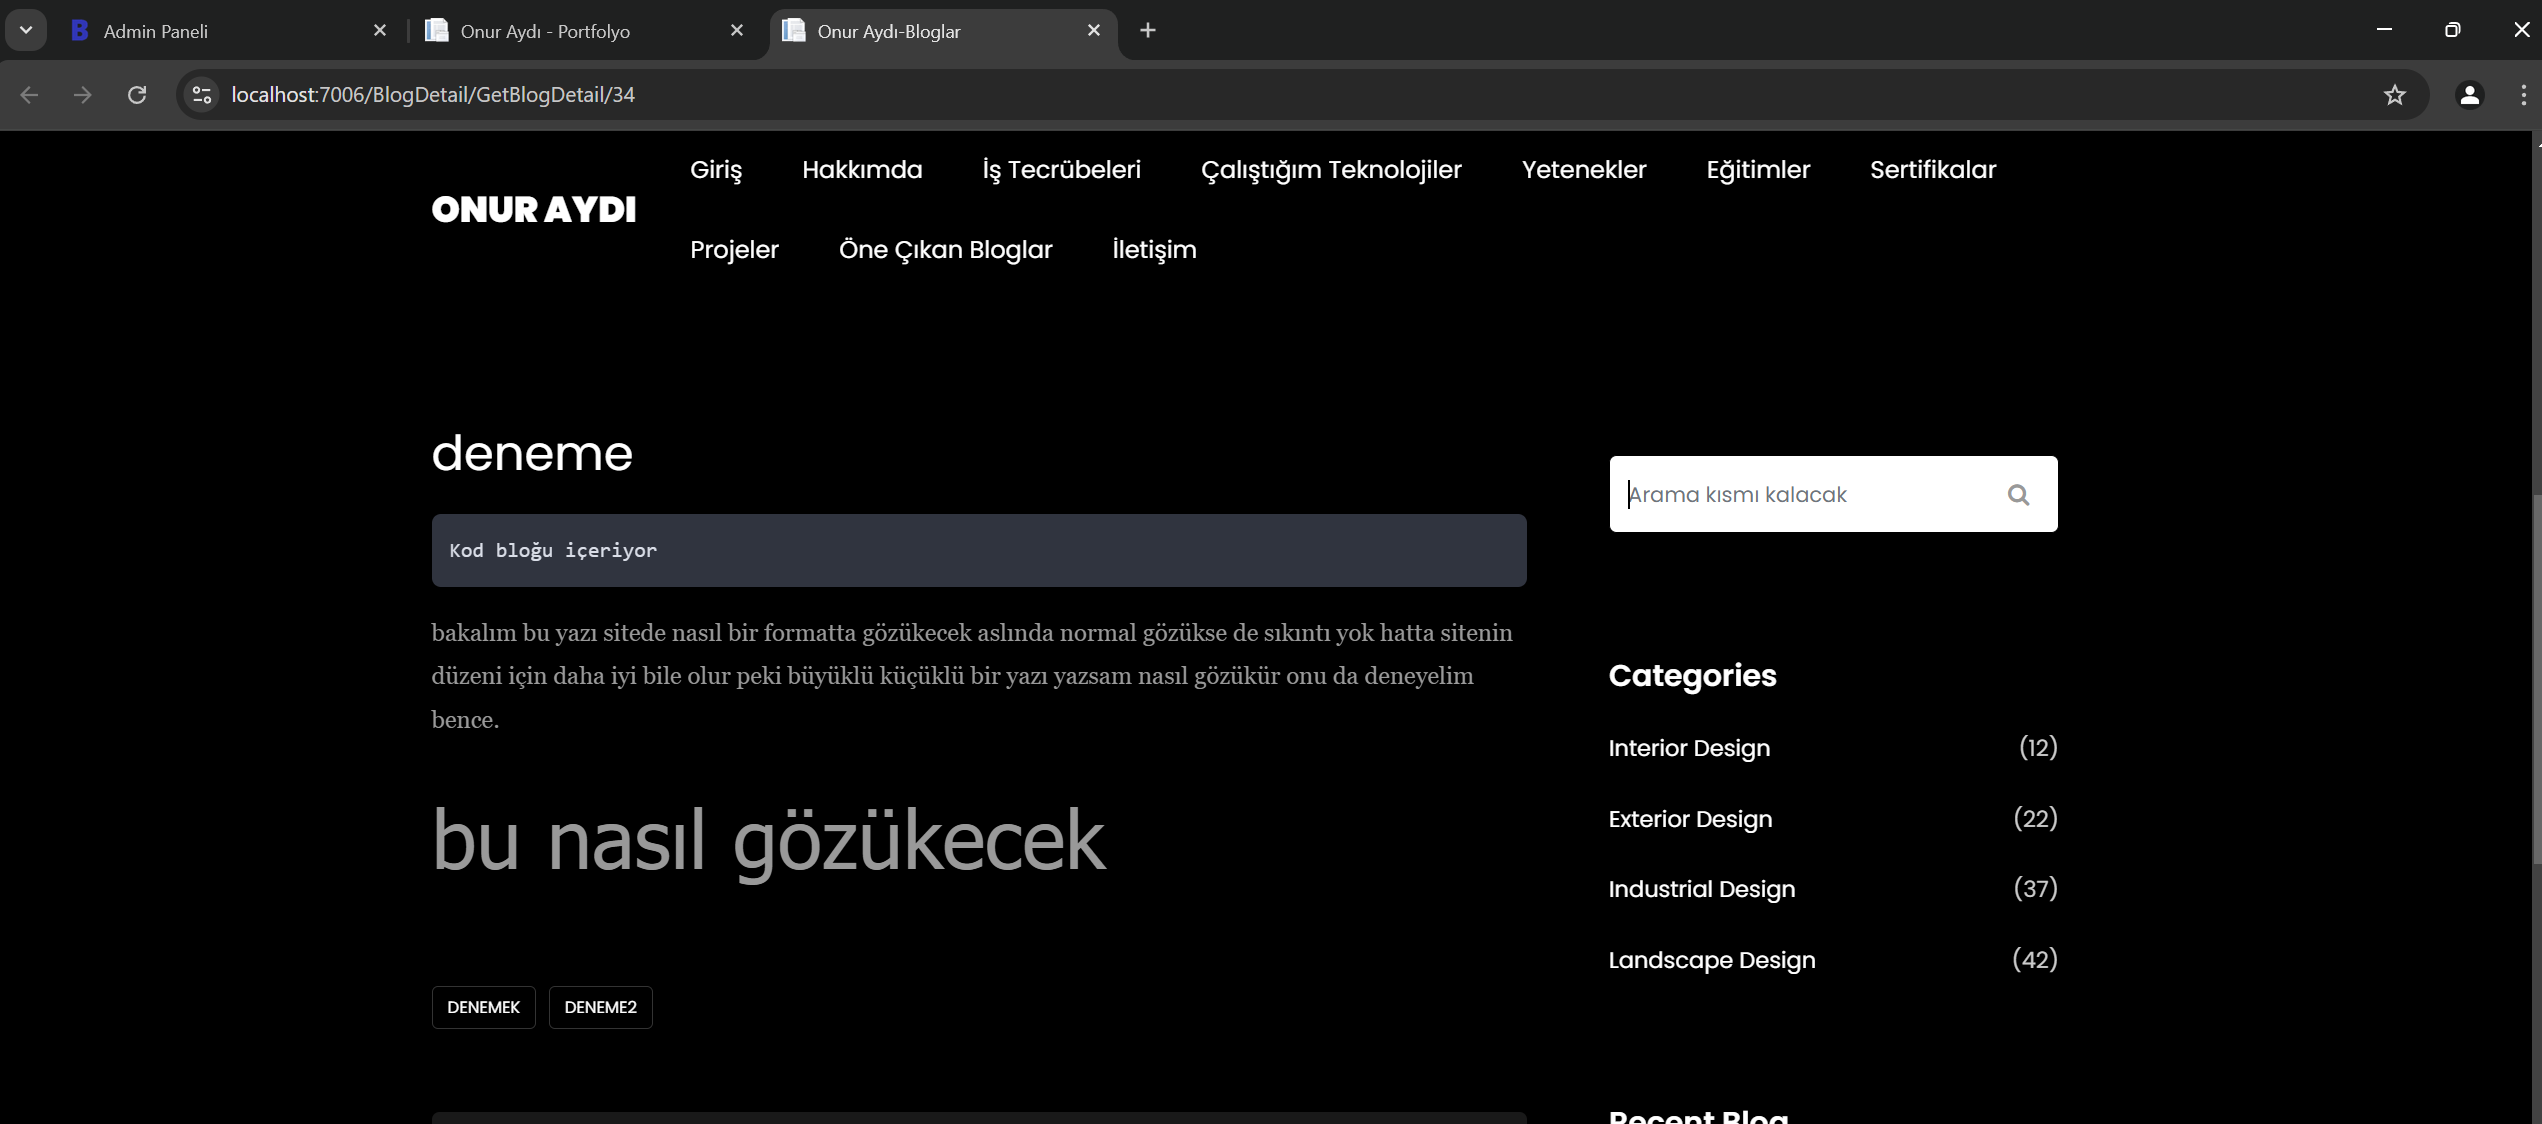 Admin Paneli
Onur Aydı - Portfolyo
Onur Aydı-Bloglar
localhost:7006/BlogDetail/GetBlogDetail/34
ONUR AYDI
Giriş Hakkımda İş Tecrübeleri Çalıştığım Teknolojiler Yetenekler Eğitimler Sertifikalar
Projeler Öne Çıkan Bloglar İletişim
deneme
Kod bloğu içeriyor
bakalım bu yazı sitede nasıl bir formatta gözükecek aslında normal gözükse de sıkıntı yok hatta sitenin
düzeni için daha iyi bile olur peki büyüklü küçüklü bir yazı yazsam nasıl gözükür onu da deneyelim
bence.
bu nasıl gözükecek
DENEMEK DENEME2
Arama kısmı kalacak
Categories
Interior Design (12)
Exterior Design (22)
Industrial Design (37)
Landscape Design (42)
Recent Blog